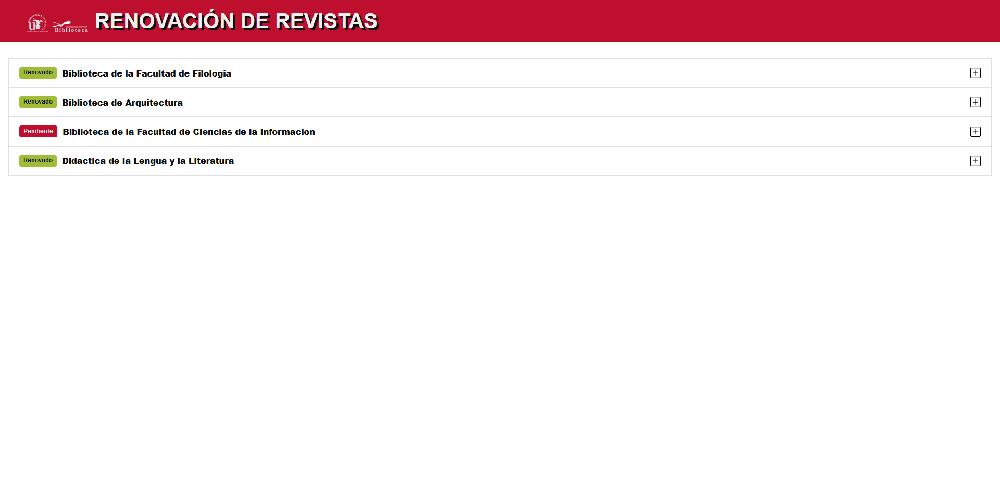 RENOVACIÓN DE REVISTAS
Biblioteca
Renovado Biblioteca de la Facultad de Filologia
Renovado Biblioteca de Arquitectura
Pendiente Biblioteca de la Facultad de Ciencias de la Informacion
Renovado Didactica de la Lengua y la Literatura